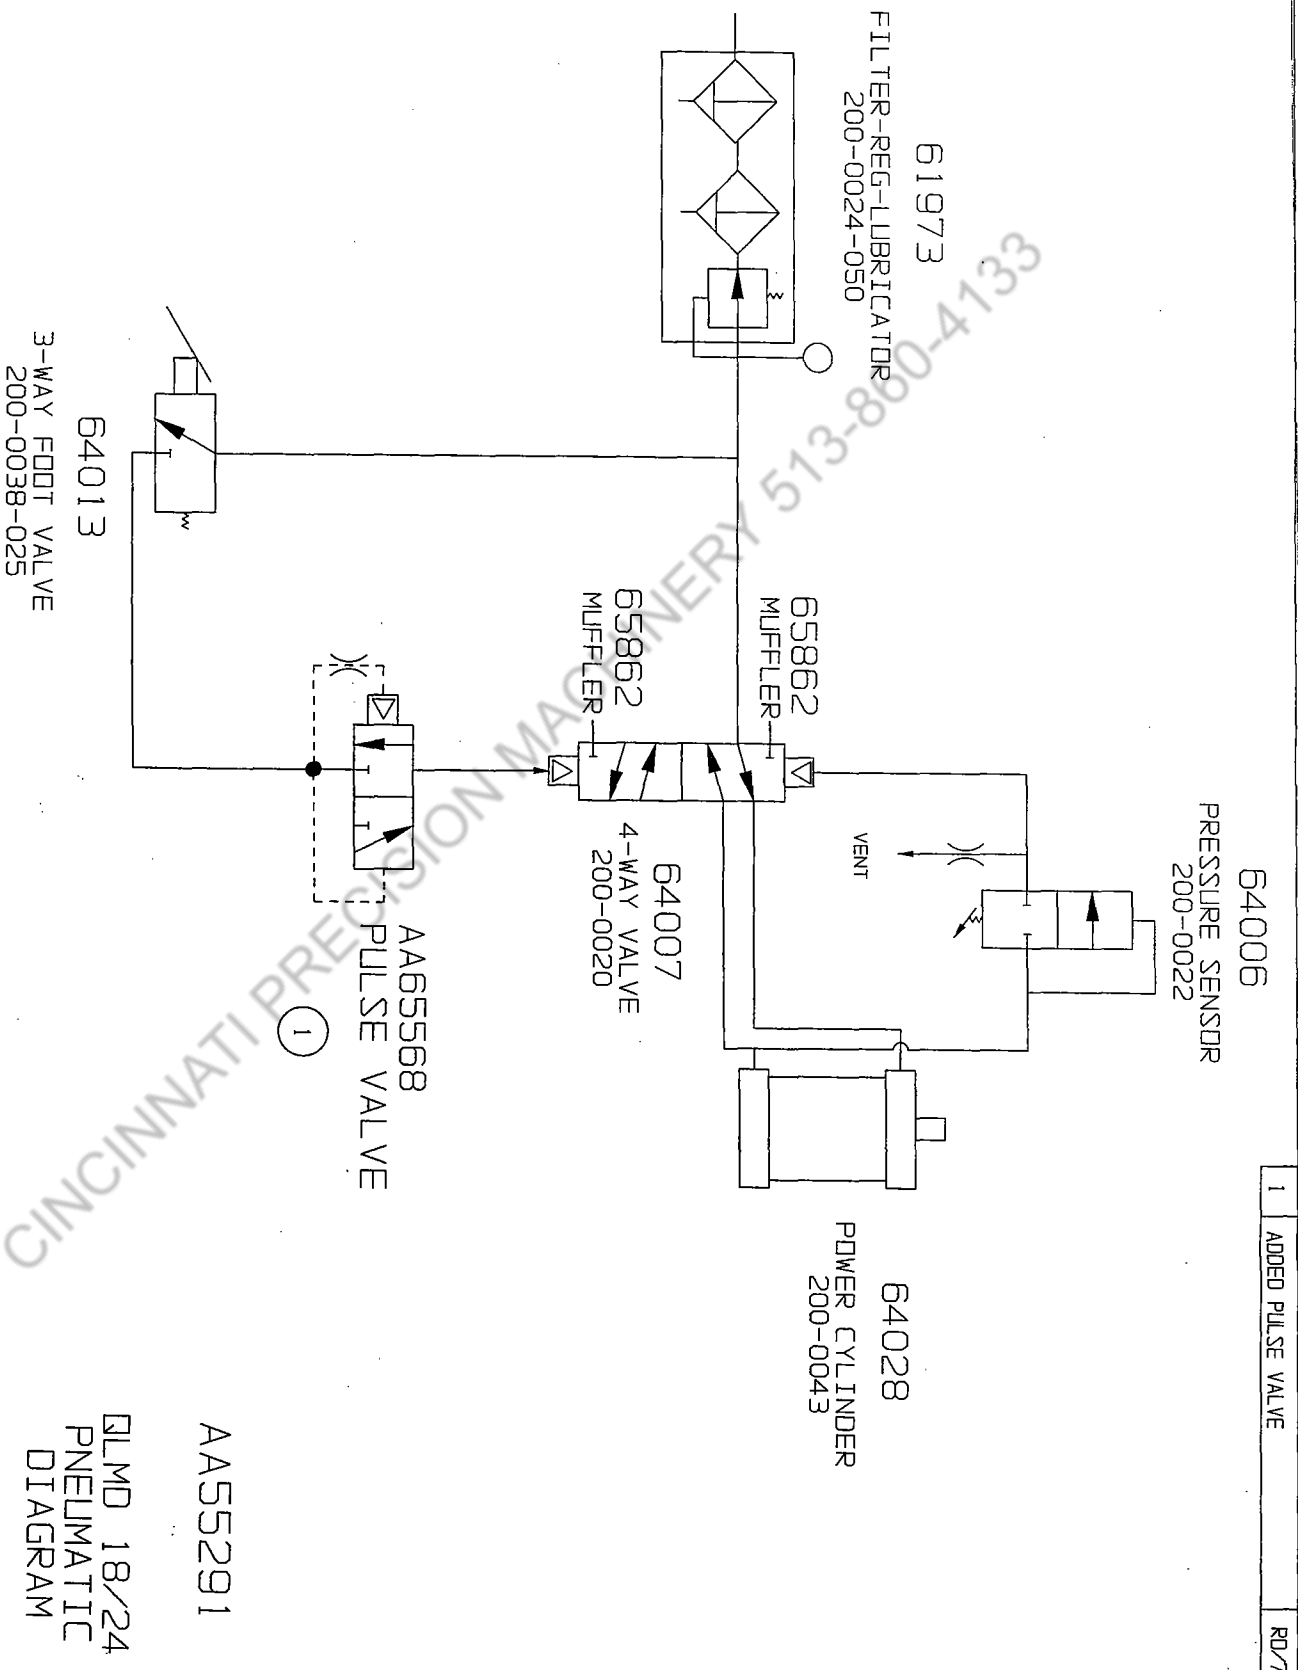 1 ADDED PULSE VALVE RD/7
61973
FILTER-REG-LUBRICATOR
200-0024-050
64006
PRESSURE SENSOR
200-0022
VENT
65862
MUFFLER
65862
MUFFLER
64007
4-WAY VALVE
200-0020
64028
POWER CYLINDER
200-0043
64013
3-WAY FOOT VALVE
200-0038-025
AA65568
PULSE VALVE
1
AA55291
QLMD 18/24
PNEUMATIC
DIAGRAM
CINCINNATI PRECISION MACHINERY 513-860-4133